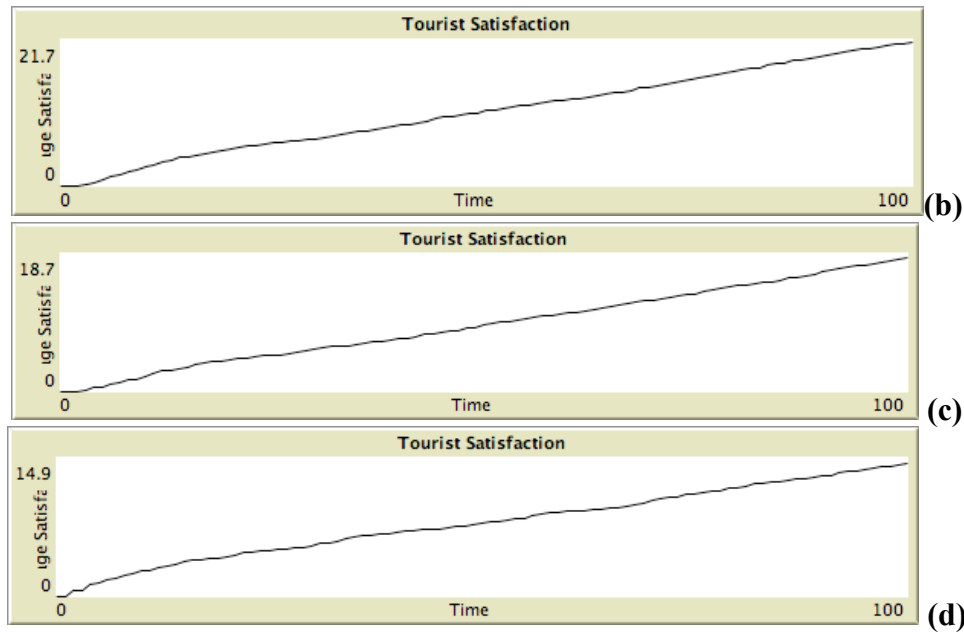 Tourist Satisfaction
21.7
ige Satisfa
0
0 Time 100
(b)
Tourist Satisfaction
18.7
ige Satisfa
0
0 Time 100
(c)
Tourist Satisfaction
14.9
ige Satisfa
0
0 Time 100
(d)